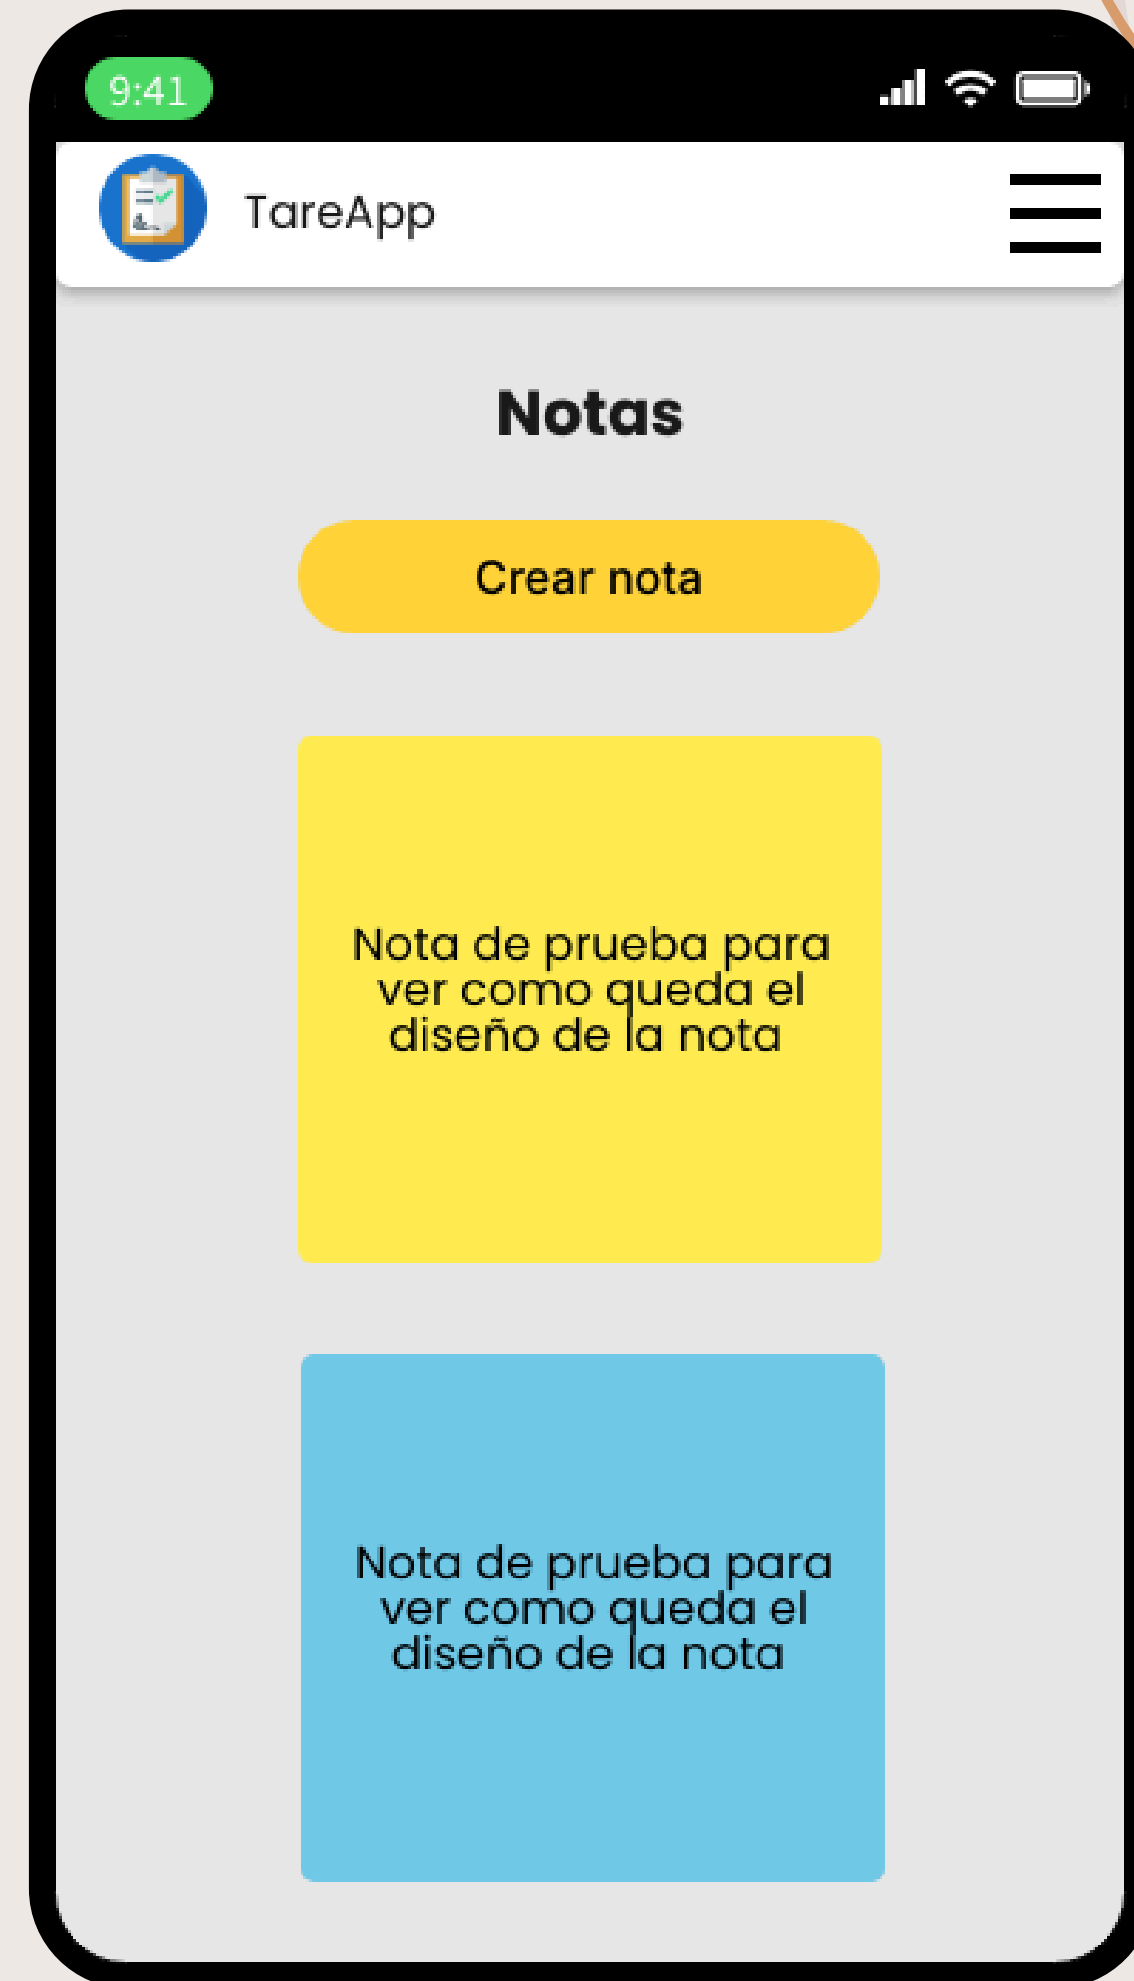 9:41
TareApp
Notas
Crear nota
Nota de prueba para
ver como queda el
diseño de la nota
Nota de prueba para
ver como queda el
diseño de la nota